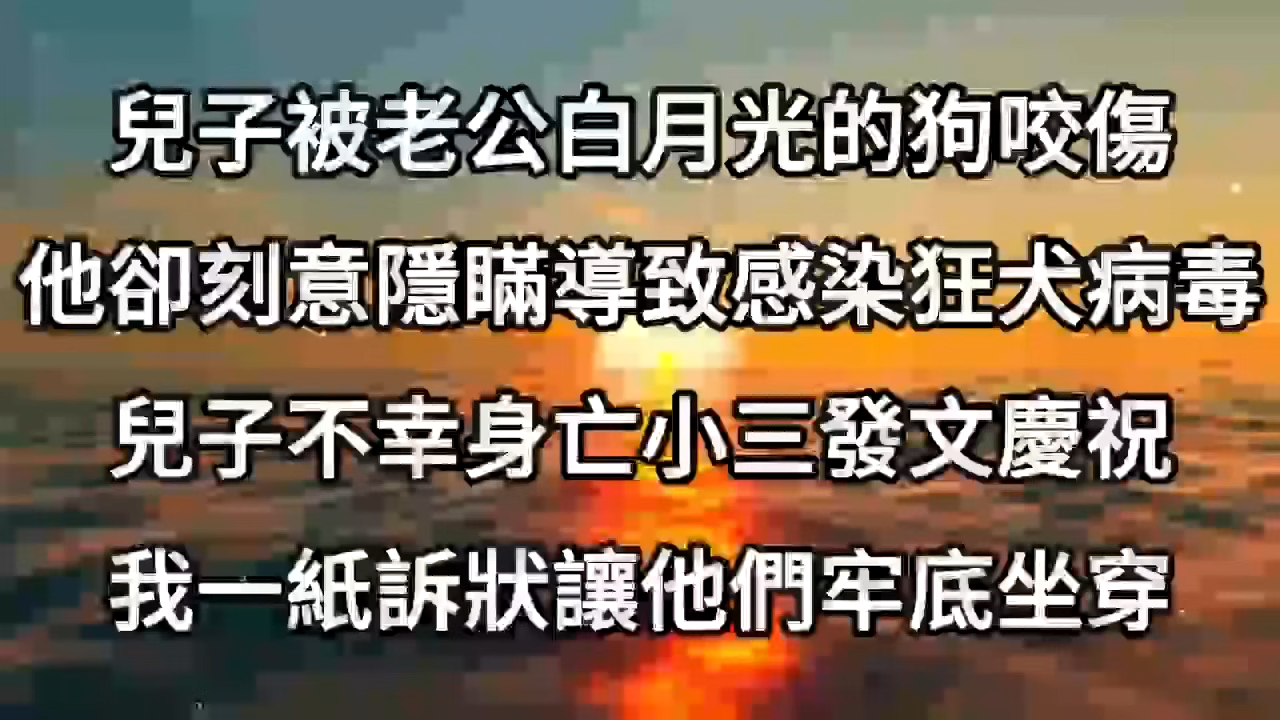 兒子被老公白月光的狗咬傷
他卻刻意隱瞞導致感染狂犬病毒
兒子不幸身亡小三發文慶祝
我一紙訴狀讓他們牢底坐穿